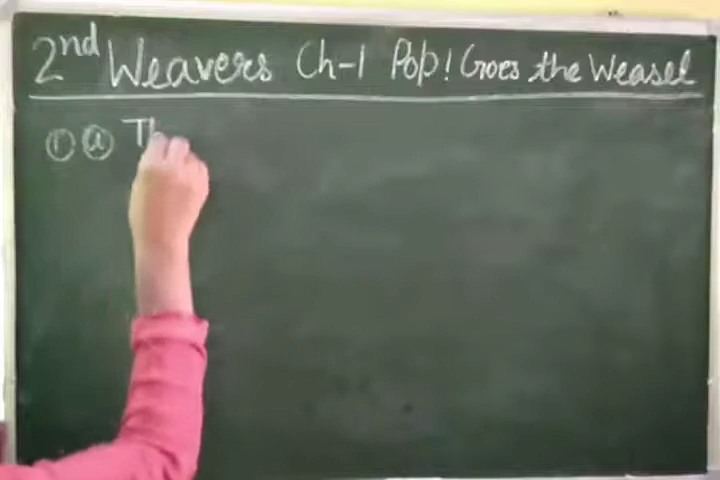 2nd Weavers Ch-1 Pop! Goes the Weasel
① ⓐ Th